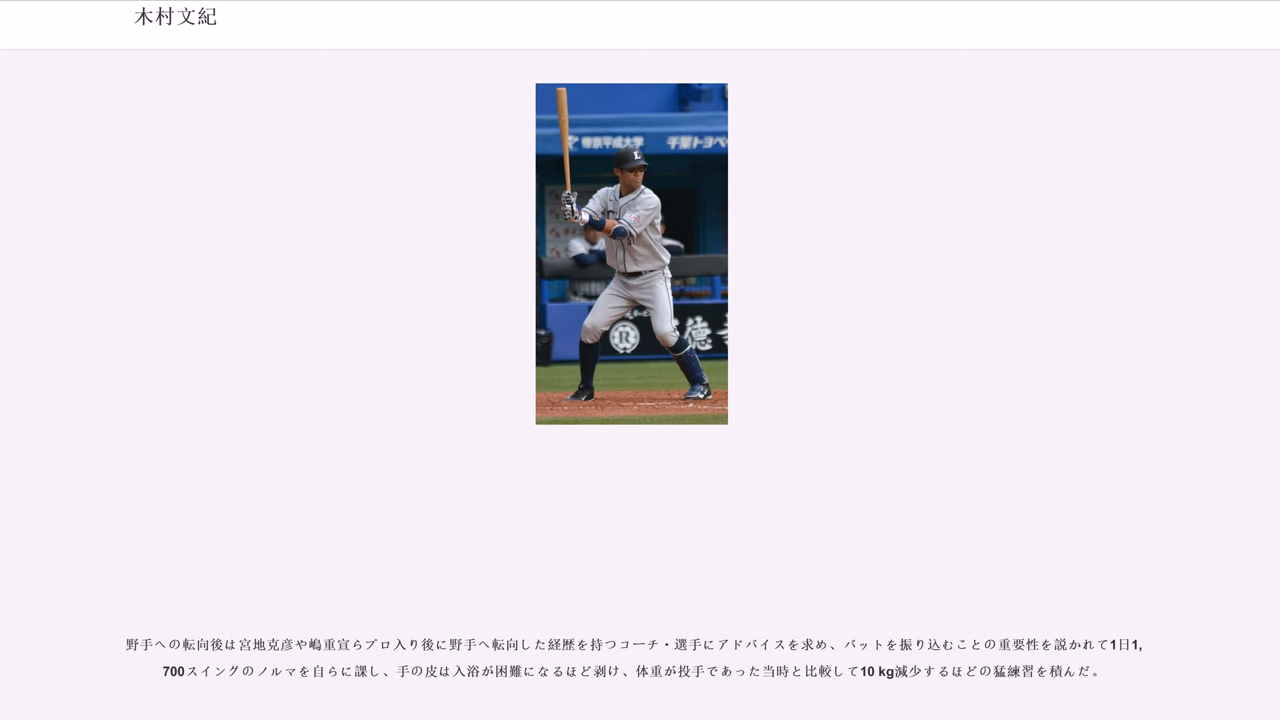 木村文紀
帝京平成大学 千葉トヨペ
L
R
徳
野手への転向後は宮地克彦や嶋重宣らプロ入り後に野手へ転向した経歴を持つコーチ・選手にアドバイスを求め、バットを振り込むことの重要性を説かれて1日1,
700スイングのノルマを自らに課し、手の皮は入浴が困難になるほど剥け、体重が投手であった当時と比較して10 kg減少するほどの猛練習を積んだ。